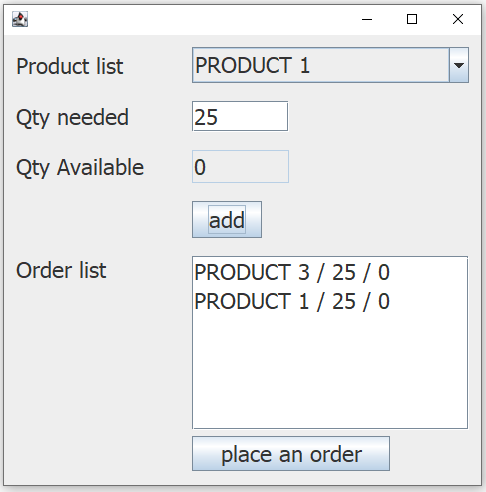 Product list PRODUCT 1
Qty needed 25
Qty Available 0
add
Order list PRODUCT 3 / 25 / 0
PRODUCT 1 / 25 / 0
place an order